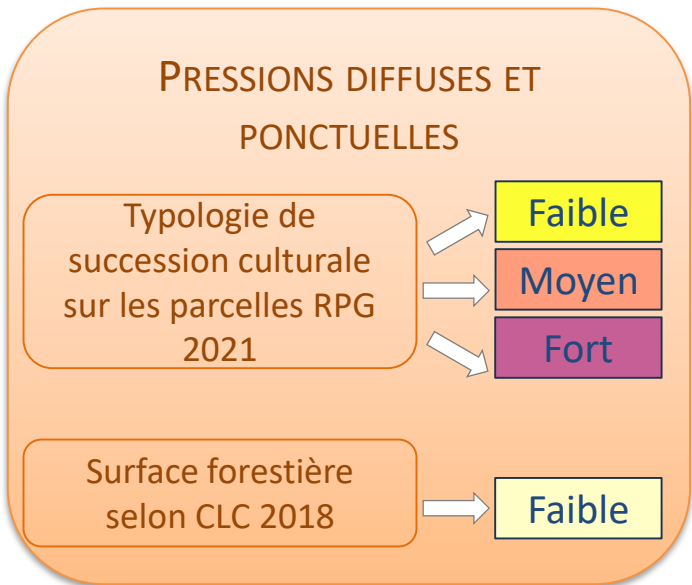 PRESSIONS DIFFUSES ET
PONCTUELLES
Typologie de
succession culturale
sur les parcelles RPG
2021
Faible
Moyen
Fort
Surface forestière
selon CLC 2018
Faible